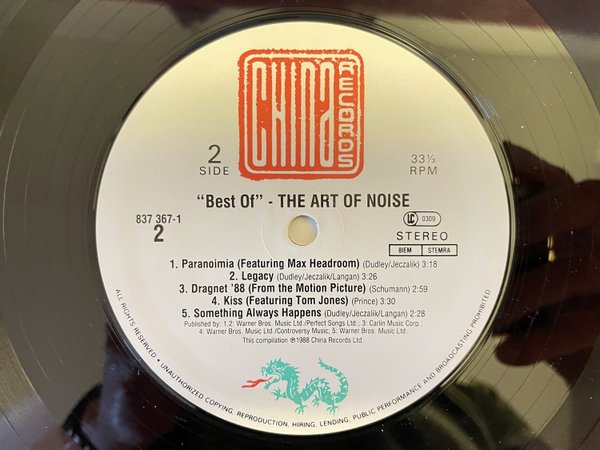 CHINA
RECORDS
2
SIDE
33⅓
RPM
"Best Of" - THE ART OF NOISE
837 367-1
2
LC 0309
STEREO
BIEM STEMRA
1. Paranoimia (Featuring Max Headroom) (Dudley/Jeczalik) 3:18
2. Legacy (Dudley/Jeczalik/Langan) 3:26
3. Dragnet '88 (From the Motion Picture) (Schumann) 2:59
4. Kiss (Featuring Tom Jones) (Prince) 3:30
5. Something Always Happens (Dudley/Jeczalik/Langan) 2:28
Published by: 1,2: Warner Bros. Music Ltd./Perfect Songs Ltd.; 3: Carlin Music Corp.,
4: Warner Bros. Music Ltd./Controversy Music; 5: Warner Bros. Music Ltd.
This compilation ℗1988 China Records Ltd.
ALL RIGHTS RESERVED • UNAUTHORIZED COPYING, REPRODUCTION, HIRING, LENDING, PUBLIC PERFORMANCE AND BROADCASTING PROHIBITED